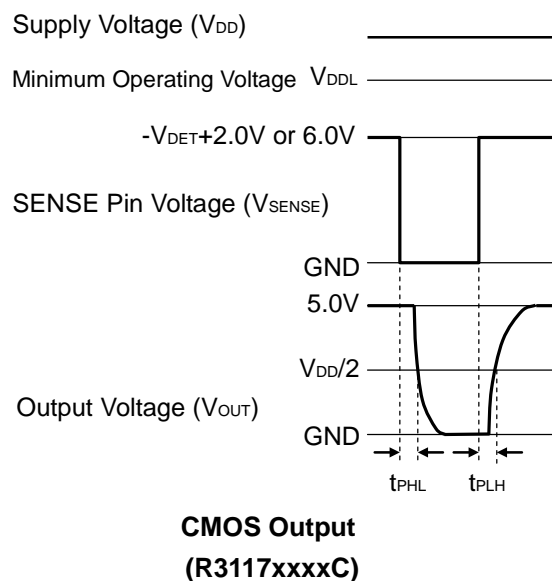 Supply Voltage (VDD)
Minimum Operating Voltage VDDL
-VDET+2.0V or 6.0V
SENSE Pin Voltage (VSENSE)
GND
5.0V
VDD/2
Output Voltage (VOUT)
GND
tPHL tPLH
CMOS Output
(R3117xxxxC)